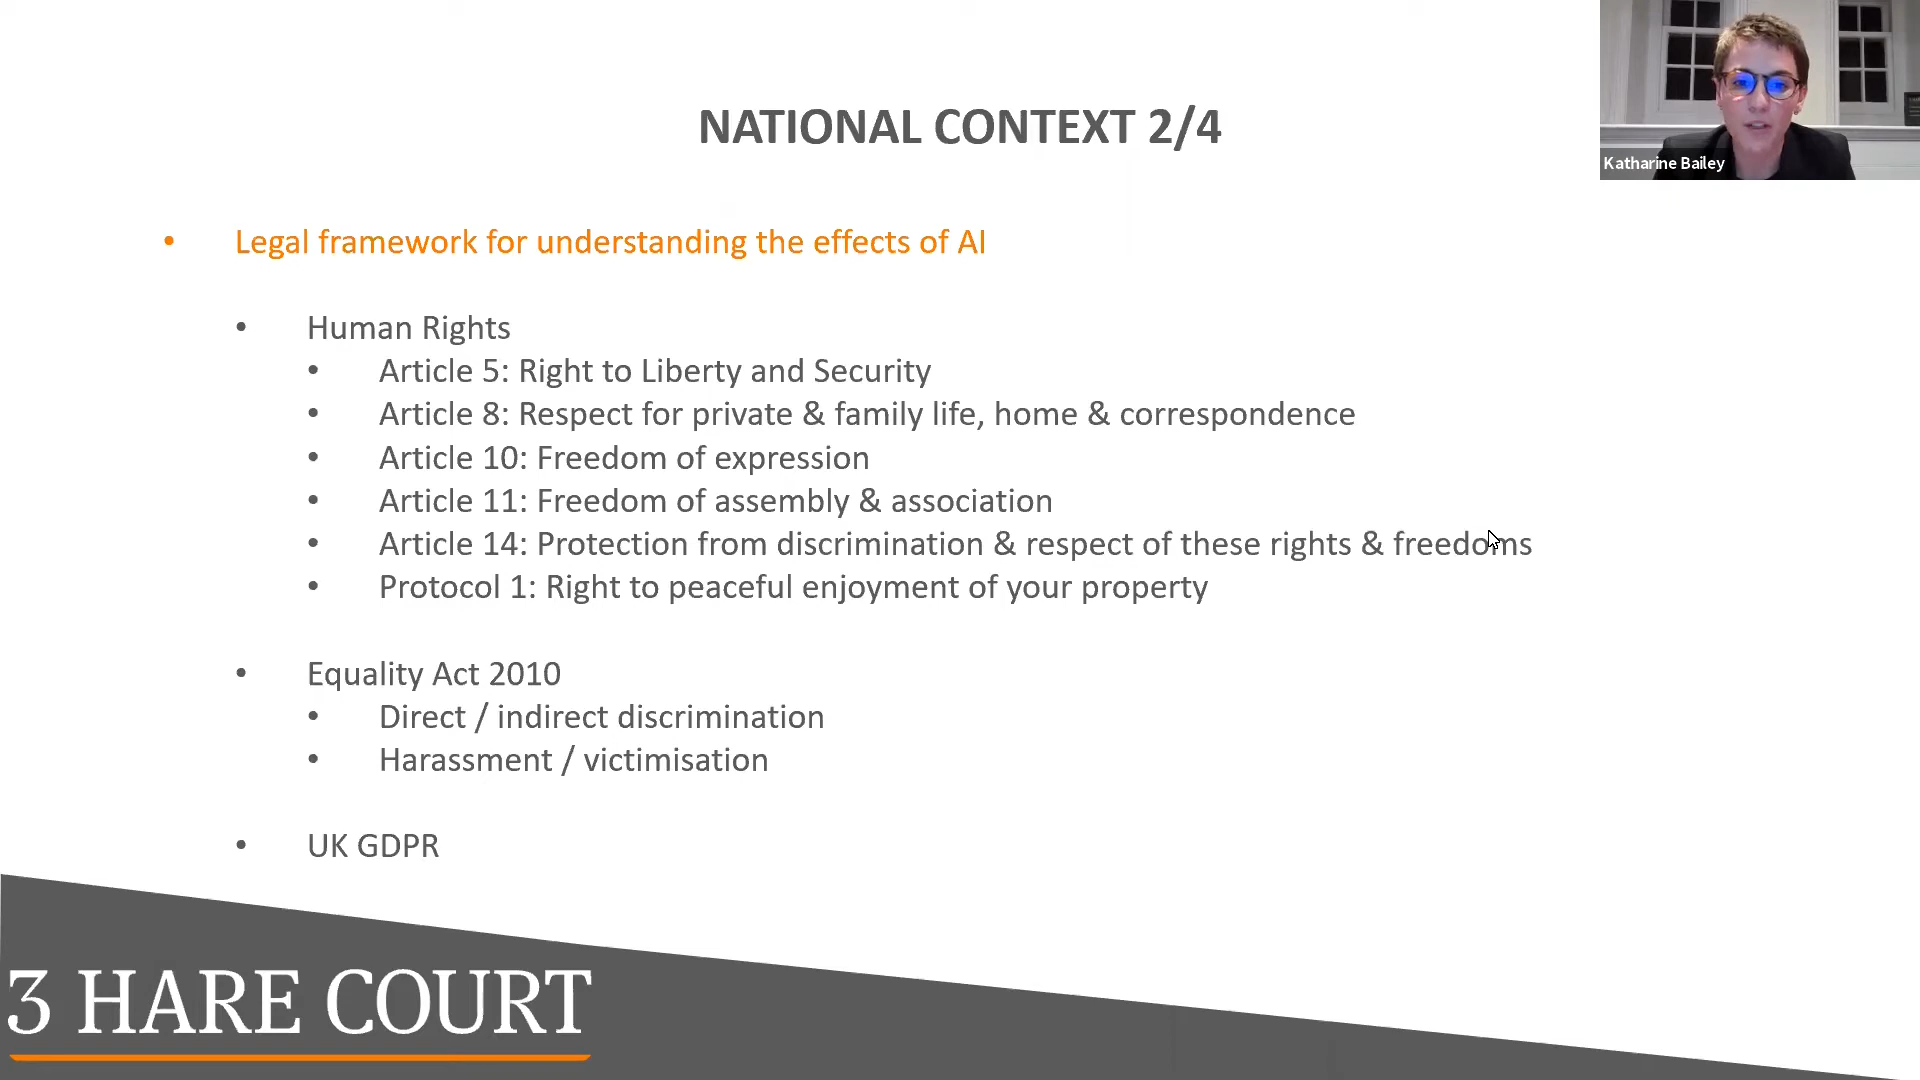 NATIONAL CONTEXT 2/4
Katharine Bailey
• Legal framework for understanding the effects of AI
• Human Rights
• Article 5: Right to Liberty and Security
• Article 8: Respect for private & family life, home & correspondence
• Article 10: Freedom of expression
• Article 11: Freedom of assembly & association
• Article 14: Protection from discrimination & respect of these rights & freedoms
• Protocol 1: Right to peaceful enjoyment of your property
• Equality Act 2010
• Direct / indirect discrimination
• Harassment / victimisation
• UK GDPR
3 HARE COURT